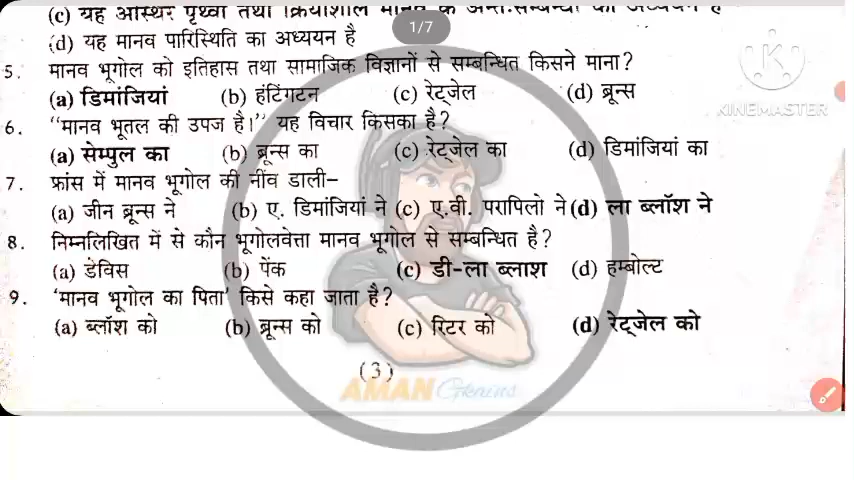 (c) यह अस्थिर पृथ्वी तथा क्रियाशील मानव के अन्तःसम्बन्धों का अध्ययन है
1/7
(d) यह मानव पारिस्थिति का अध्ययन है
5. मानव भूगोल को इतिहास तथा सामाजिक विज्ञानों से सम्बन्धित किसने माना?
(a) डिमांजियां (b) हंटिंगटन (c) रेट्जेल (d) ब्रून्स
KINEMASTER
6. ‘‘मानव भूतल की उपज है।’’ यह विचार किसका है?
(a) सेम्पुल का (b) ब्रून्स का (c) रेट्जेल का (d) डिमांजियां का
7. फ्रांस में मानव भूगोल की नींव डाली–
(a) जीन ब्रून्स ने (b) ए. डिमांजियां ने (c) ए.वी. परापिलो ने (d) ला ब्लॉश ने
8. निम्नलिखित में से कौन भूगोलवेत्ता मानव भूगोल से सम्बन्धित है?
(a) डेविस (b) पेंक (c) डी-ला ब्लाश (d) हम्बोल्ट
9. ‘मानव भूगोल का पिता’ किसे कहा जाता है?
(a) ब्लॉश को (b) ब्रून्स को (c) रिटर को (d) रेट्जेल को
(3)
AMAN Genius